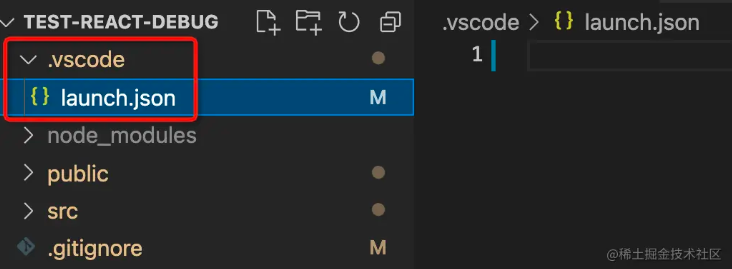 TEST-REACT-DEBUG
.vscode
{} launch.json M
node_modules
public
src
.gitignore M
.vscode > {} launch.json
1
@稀土掘金技术社区